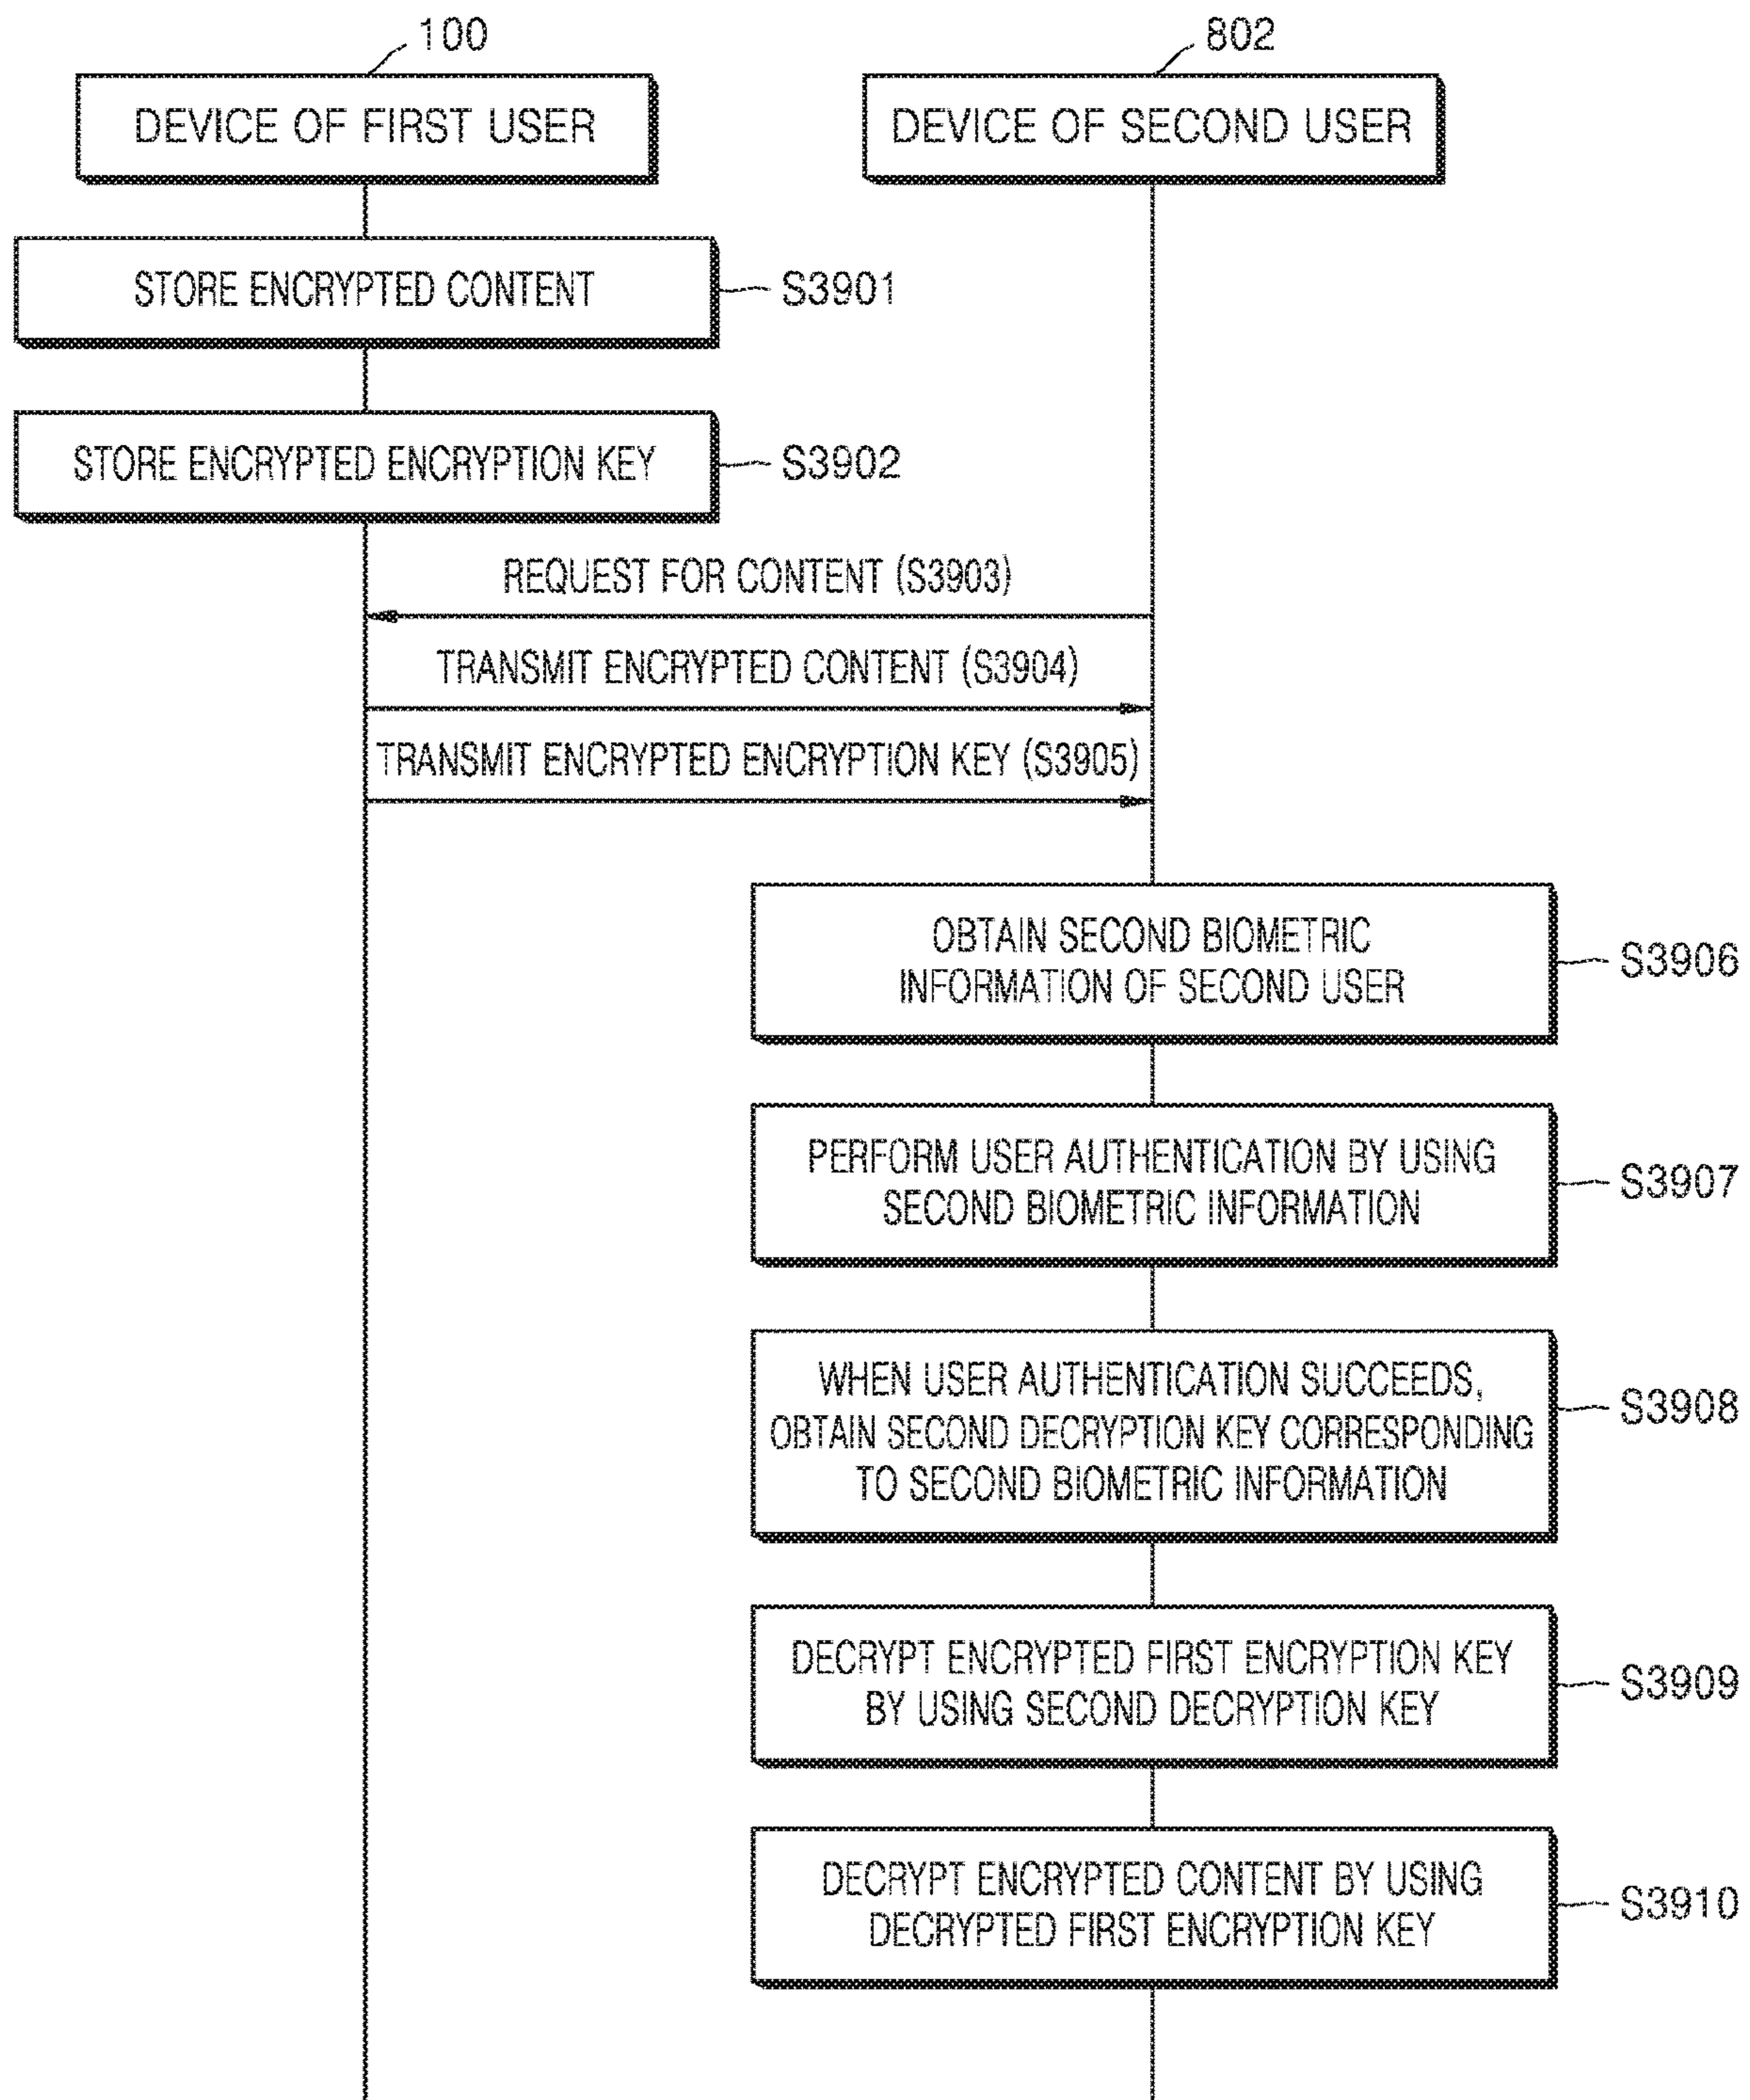 100
802
DEVICE OF FIRST USER
DEVICE OF SECOND USER
STORE ENCRYPTED CONTENT
S3901
STORE ENCRYPTED ENCRYPTION KEY
S3902
REQUEST FOR CONTENT (S3903)
TRANSMIT ENCRYPTED CONTENT (S3904)
TRANSMIT ENCRYPTED ENCRYPTION KEY (S3905)
OBTAIN SECOND BIOMETRIC
INFORMATION OF SECOND USER
S3906
PERFORM USER AUTHENTICATION BY USING
SECOND BIOMETRIC INFORMATION
S3907
WHEN USER AUTHENTICATION SUCCEEDS,
OBTAIN SECOND DECRYPTION KEY CORRESPONDING
TO SECOND BIOMETRIC INFORMATION
S3908
DECRYPT ENCRYPTED FIRST ENCRYPTION KEY
BY USING SECOND DECRYPTION KEY
S3909
DECRYPT ENCRYPTED CONTENT BY USING
DECRYPTED FIRST ENCRYPTION KEY
S3910